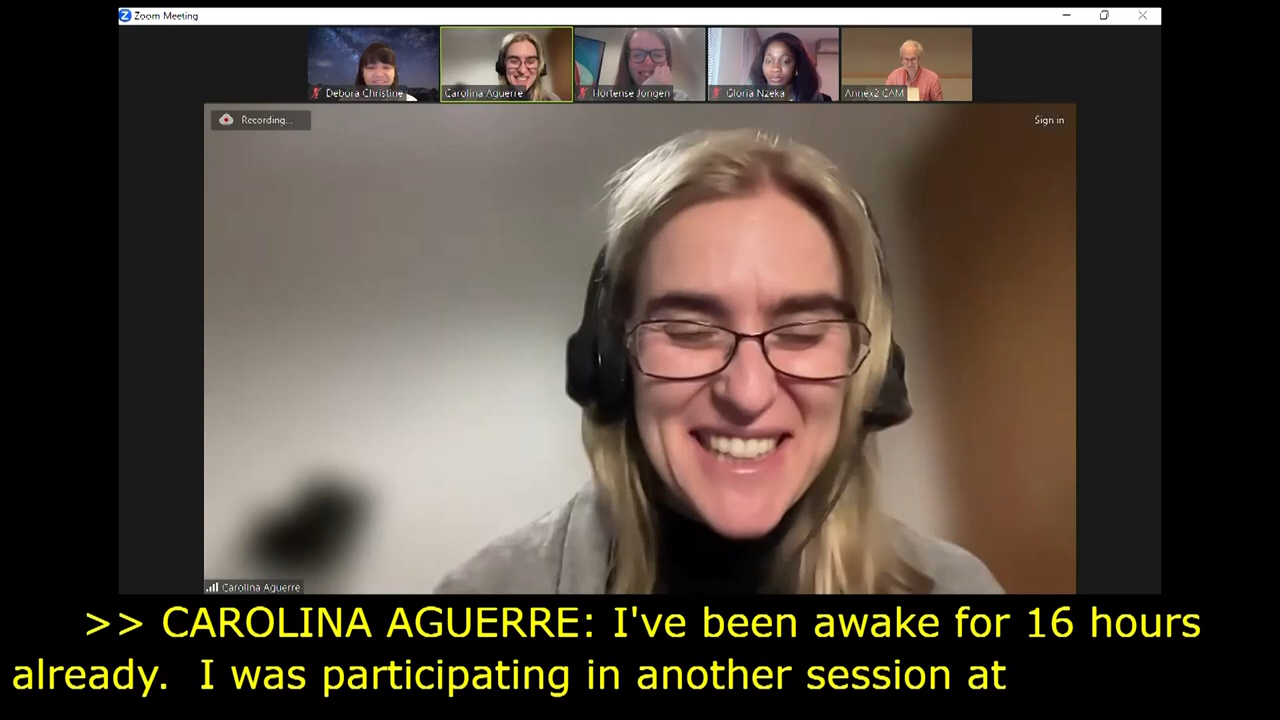 Zoom Meeting
Debora Christine
Carolina Aguerre
Hortense Jongen
Gloria Nzeka
Annex2 CAM
Recording...
Sign in
Carolina Aguerre
>> CAROLINA AGUERRE: I've been awake for 16 hours
already.  I was participating in another session at